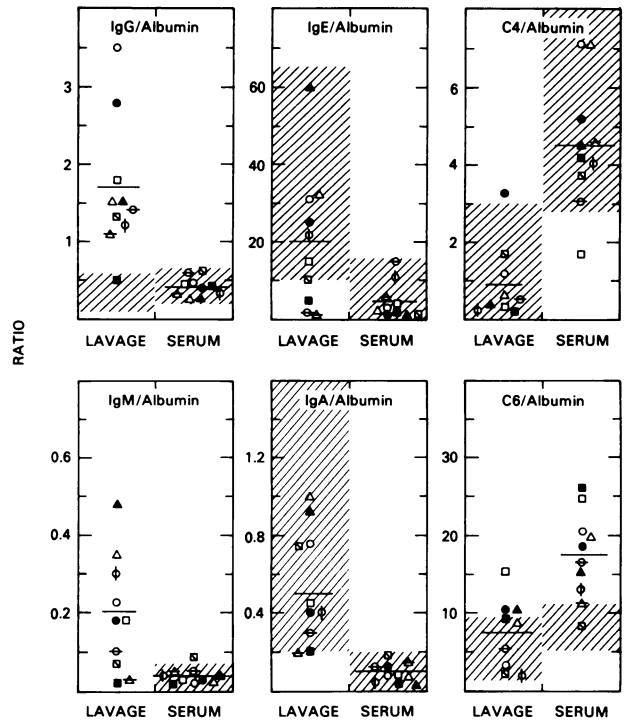 IgG/Albumin IgE/Albumin C4/Albumin
3 60 6
2 40 4
1 20 2
LAVAGE SERUM LAVAGE SERUM LAVAGE SERUM
RATIO
IgM/Albumin IgA/Albumin C6/Albumin
0.6 1.2 30
0.4 0.8 20
0.2 0.4 10
LAVAGE SERUM LAVAGE SERUM LAVAGE SERUM